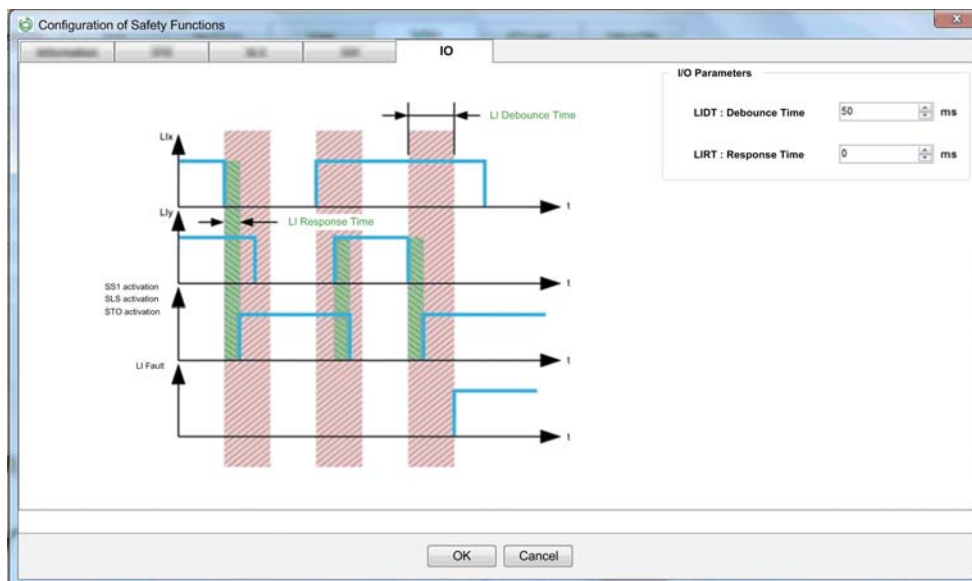 Configuration of Safety Functions
IO
I/O Parameters
LIDT : Debounce Time 50 ms
LIRT : Response Time 0 ms
LI Debounce Time
LIx
t
LIy
LI Response Time
t
SS1 activation
SLS activation
STO activation
t
LI Fault
t
OK Cancel